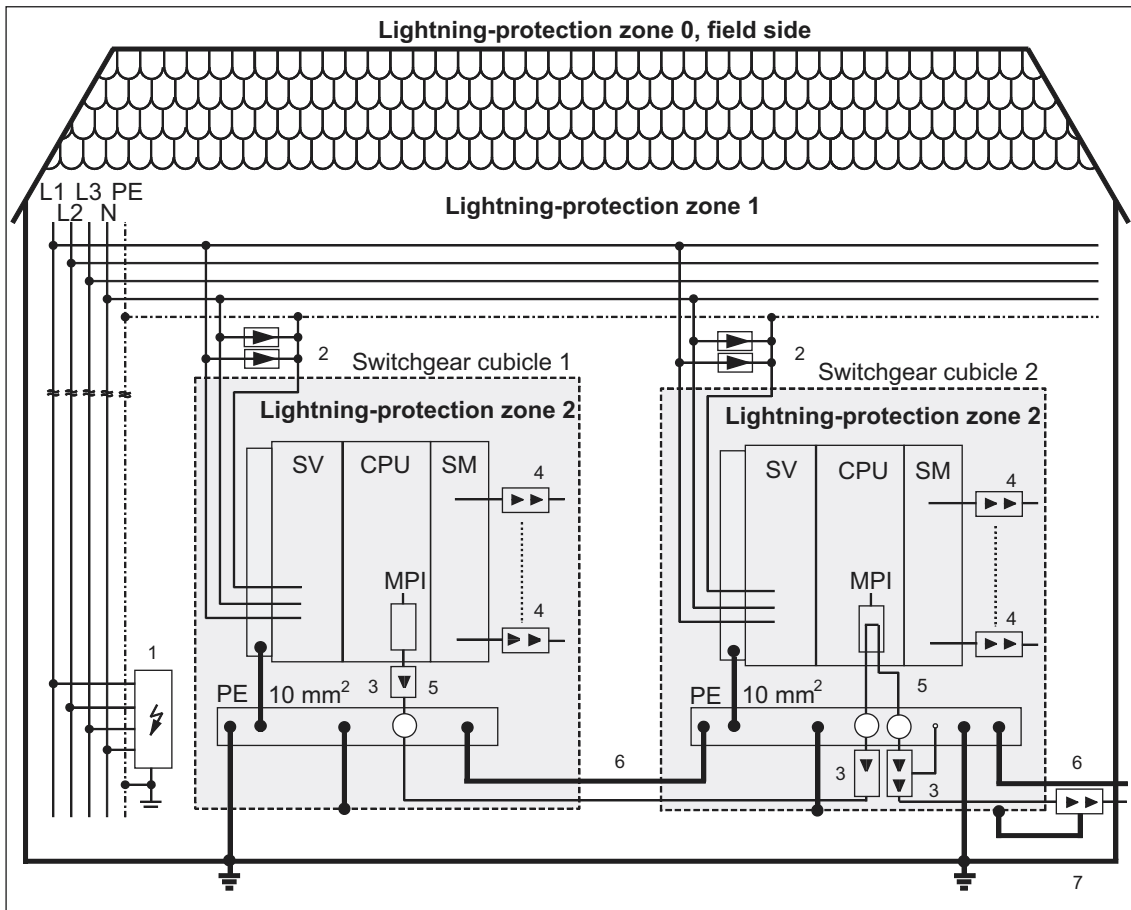 Lightning-protection zone 0, field side
L1 L3 PE
L2 N
Lightning-protection zone 1
2
Switchgear cubicle 1
2
Switchgear cubicle 2
Lightning-protection zone 2
SV CPU SM
4
MPI
4
3 5
PE 10 mm²
Lightning-protection zone 2
SV CPU SM
4
MPI
4
5
PE 10 mm²
3
3
1
6
6
7